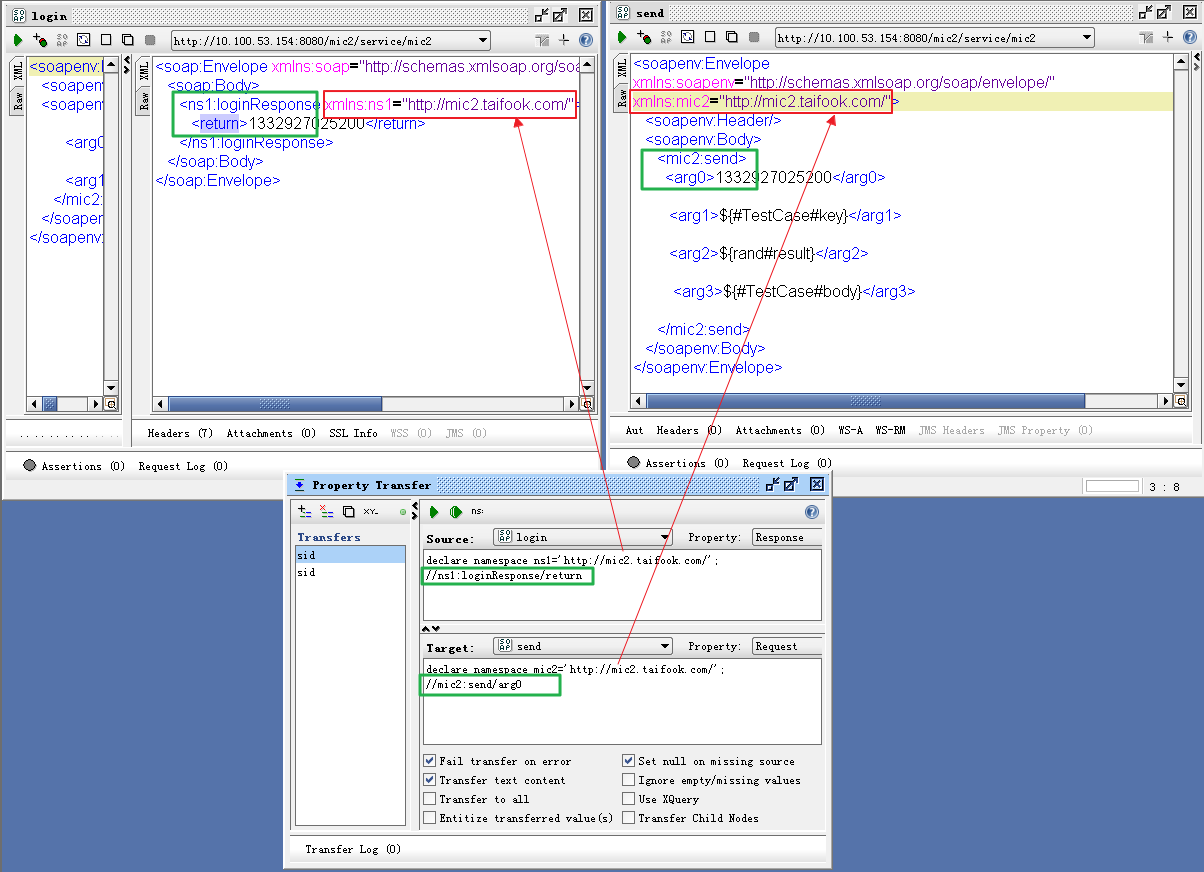 login
http://10.100.53.154:8080/mic2/service/mic2
XML
Raw
<soapenv:E
<soapenv
<soapenv
<arg0
<arg1
</mic2:
</soapen
</soapenv:
XML
Raw
<soap:Envelope xmlns:soap="http://schemas.xmlsoap.org/soa
<soap:Body>
<ns1:loginResponse xmlns:ns1="http://mic2.taifook.com/"
<return>1332927025200</return>
</ns1:loginResponse>
</soap:Body>
</soap:Envelope>
Headers (7) Attachments (0) SSL Info WSS (0) JMS (0)
Assertions (0) Request Log (0)
send
http://10.100.53.154:8080/mic2/service/mic2
XML
Raw
<soapenv:Envelope
xmlns:soapenv="http://schemas.xmlsoap.org/soap/envelope/"
xmlns:mic2="http://mic2.taifook.com/">
<soapenv:Header/>
<soapenv:Body>
<mic2:send>
<arg0>1332927025200</arg0>
<arg1>${#TestCase#key}</arg1>
<arg2>${rand#result}</arg2>
<arg3>${#TestCase#body}</arg3>
</mic2:send>
</soapenv:Body>
</soapenv:Envelope>
Aut Headers (0) Attachments (0) WS-A WS-RM JMS Headers JMS Property (0)
Assertions (0) Request Log (0)
3 : 8
Property Transfer
XY-
ns:
Transfers
sid
sid
Source: login Property: Response
declare namespace ns1='http://mic2.taifook.com/';
//ns1:loginResponse/return
Target: send Property: Request
declare namespace mic2='http://mic2.taifook.com/';
//mic2:send/arg0
Fail transfer on error Set null on missing source
Transfer text content Ignore empty/missing values
Transfer to all Use XQuery
Entitize transferred value(s) Transfer Child Nodes
Transfer Log (0)